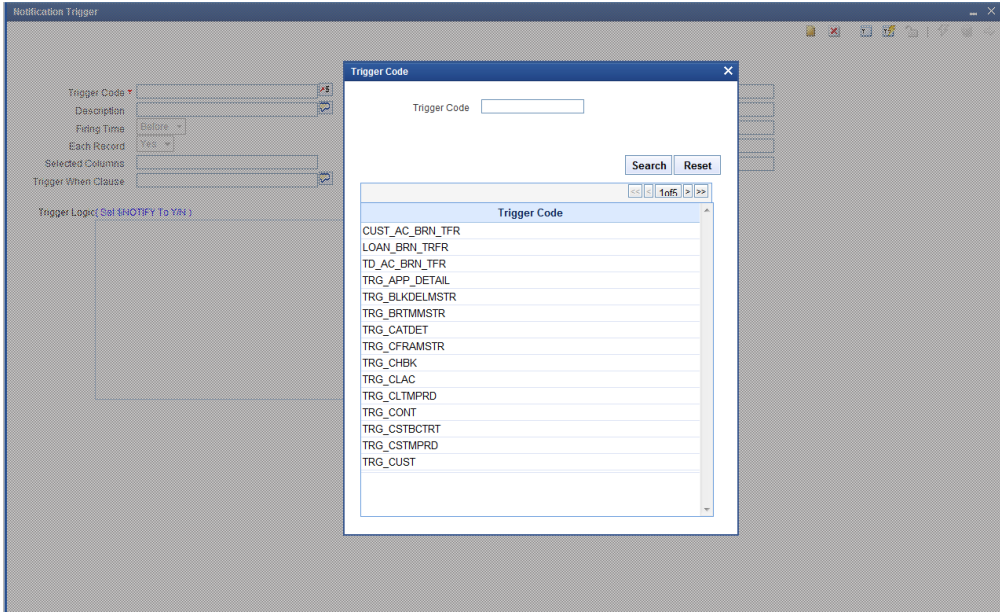 Notification Trigger
Trigger Code *
Description
Firing Time Before
Each Record Yes
Selected Columns
Trigger When Clause
Trigger Logic( Set $NOTIFY To Y/N )
Trigger Code
Trigger Code
Search Reset
<< < 1of5 > >>
Trigger Code
CUST_AC_BRN_TFR
LOAN_BRN_TRFR
TD_AC_BRN_TFR
TRG_APP_DETAIL
TRG_BLKDELMSTR
TRG_BRTMMSTR
TRG_CATDET
TRG_CFRAMSTR
TRG_CHBK
TRG_CLAC
TRG_CLTMPRD
TRG_CONT
TRG_CSTBCTRT
TRG_CSTMPRD
TRG_CUST